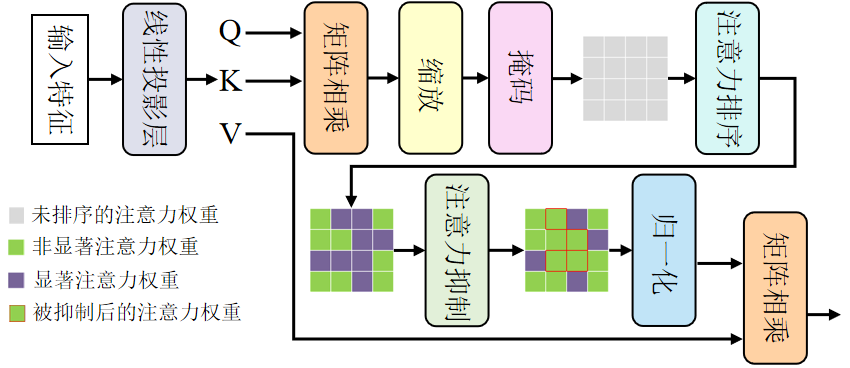 输入特征
线性投影层
Q
K
V
矩阵相乘
缩放
掩码
注意力排序
未排序的注意力权重
非显著注意力权重
显著注意力权重
被抑制后的注意力权重
注意力抑制
归一化
矩阵相乘